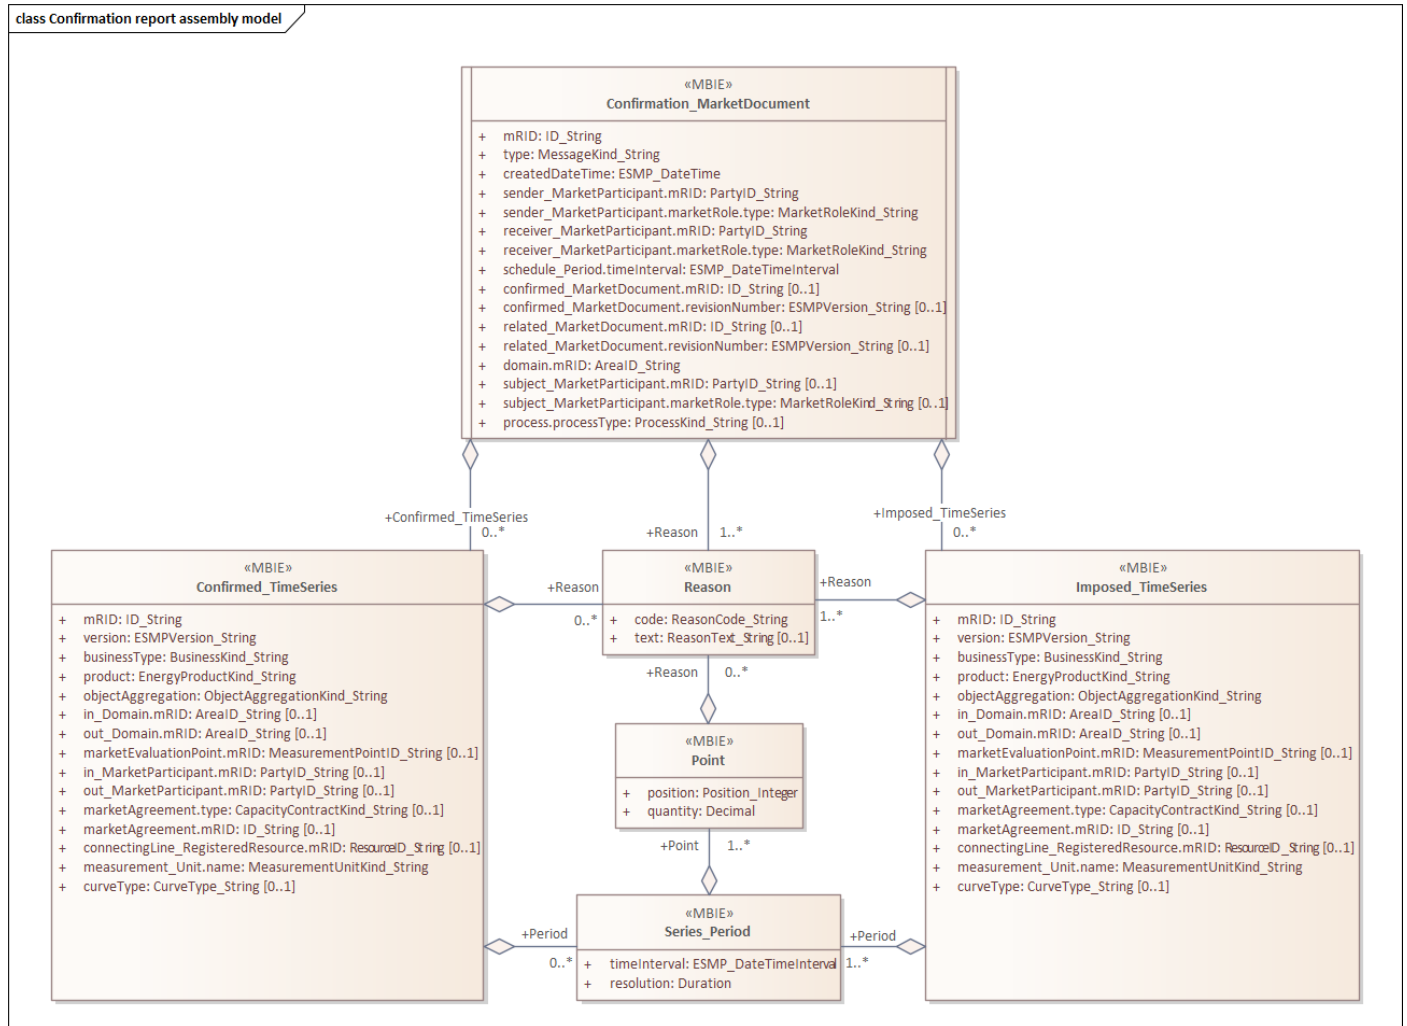 class Confirmation report assembly model
«MBIE»
Confirmation_MarketDocument
+ mRID: ID_String
+ type: MessageKind_String
+ createdDateTime: ESMP_DateTime
+ sender_MarketParticipant.mRID: PartyID_String
+ sender_MarketParticipant.marketRole.type: MarketRoleKind_String
+ receiver_MarketParticipant.mRID: PartyID_String
+ receiver_MarketParticipant.marketRole.type: MarketRoleKind_String
+ schedule_Period.timeInterval: ESMP_DateTimeInterval
+ confirmed_MarketDocument.mRID: ID_String [0..1]
+ confirmed_MarketDocument.revisionNumber: ESMPVersion_String [0..1]
+ related_MarketDocument.mRID: ID_String [0..1]
+ related_MarketDocument.revisionNumber: ESMPVersion_String [0..1]
+ domain.mRID: AreaID_String
+ subject_MarketParticipant.mRID: PartyID_String [0..1]
+ subject_MarketParticipant.marketRole.type: MarketRoleKind_String [0..1]
+ process.processType: ProcessKind_String [0..1]
+Confirmed_TimeSeries
0..*
+Reason 1..*
+Imposed_TimeSeries
0..*
«MBIE»
Confirmed_TimeSeries
+ mRID: ID_String
+ version: ESMPVersion_String
+ businessType: BusinessKind_String
+ product: EnergyProductKind_String
+ objectAggregation: ObjectAggregationKind_String
+ in_Domain.mRID: AreaID_String [0..1]
+ out_Domain.mRID: AreaID_String [0..1]
+ marketEvaluationPoint.mRID: MeasurementPointID_String [0..1]
+ in_MarketParticipant.mRID: PartyID_String [0..1]
+ out_MarketParticipant.mRID: PartyID_String [0..1]
+ marketAgreement.type: CapacityContractKind_String [0..1]
+ marketAgreement.mRID: ID_String [0..1]
+ connectingLine_RegisteredResource.mRID: ResourceID_String [0..1]
+ measurement_Unit.name: MeasurementUnitKind_String
+ curveType: CurveType_String [0..1]
+Reason
0..*
«MBIE»
Reason
+ code: ReasonCode_String
+ text: ReasonText_String [0..1]
+Reason
1..*
+Reason 0..*
«MBIE»
Point
+ position: Position_Integer
+ quantity: Decimal
+Point 1..*
+Period
0..*
«MBIE»
Series_Period
+ timeInterval: ESMP_DateTimeInterval
+ resolution: Duration
+Period
1..*
«MBIE»
Imposed_TimeSeries
+ mRID: ID_String
+ version: ESMPVersion_String
+ businessType: BusinessKind_String
+ product: EnergyProductKind_String
+ objectAggregation: ObjectAggregationKind_String
+ in_Domain.mRID: AreaID_String [0..1]
+ out_Domain.mRID: AreaID_String [0..1]
+ marketEvaluationPoint.mRID: MeasurementPointID_String [0..1]
+ in_MarketParticipant.mRID: PartyID_String [0..1]
+ out_MarketParticipant.mRID: PartyID_String [0..1]
+ marketAgreement.type: CapacityContractKind_String [0..1]
+ marketAgreement.mRID: ID_String [0..1]
+ connectingLine_RegisteredResource.mRID: ResourceID_String [0..1]
+ measurement_Unit.name: MeasurementUnitKind_String
+ curveType: CurveType_String [0..1]